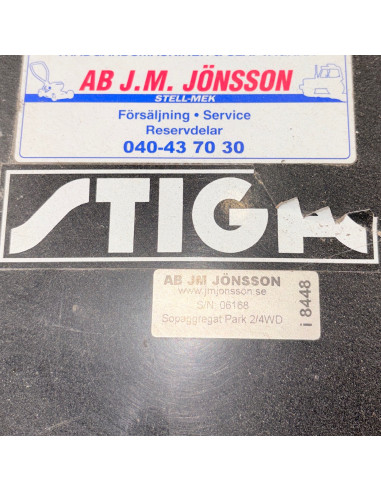 AB J.M. JÖNSSON
STELL-MEK
Försäljning • Service
Reservdelar
040-43 70 30
STIGA
AB JM JÖNSSON
www.jmjonsson.se
S/N: 06168
Sopaggregat Park 2/4WD
i 8448